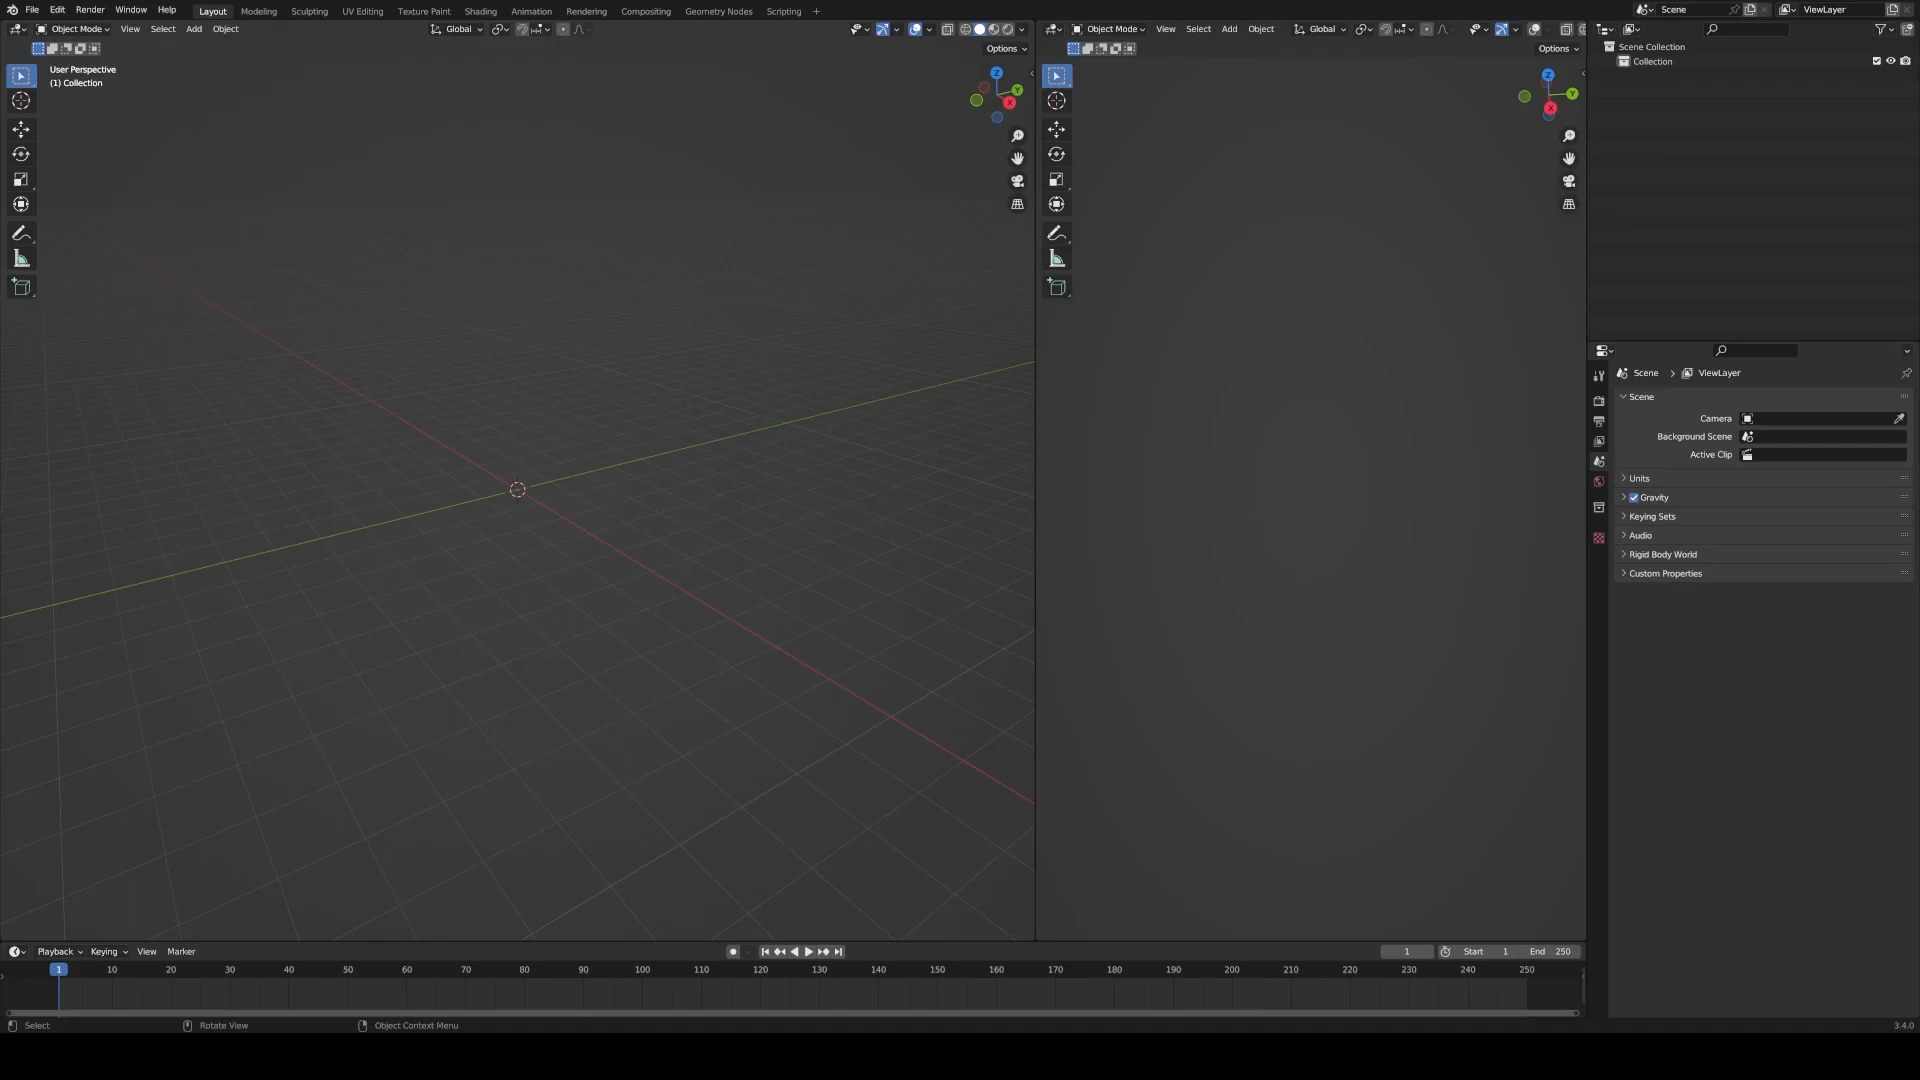 File Edit Render Window Help Layout Modeling Sculpting UV Editing Texture Paint Shading Animation Rendering Compositing Geometry Nodes Scripting + Scene ViewLayer
Object Mode View Select Add Object Global
Object Mode View Select Add Object Global
Options
Options
User Perspective
(1) Collection
Z
Y
X
Z
Y
X
Scene Collection
Collection
Scene > ViewLayer
Scene
Camera
Background Scene
Active Clip
Units
Gravity
Keying Sets
Audio
Rigid Body World
Custom Properties
Playback Keying View Marker 1 Start 1 End 250
1 10 20 30 40 50 60 70 80 90 100 110 120 130 140 150 160 170 180 190 200 210 220 230 240 250
Select Rotate View Object Context Menu 3.4.0